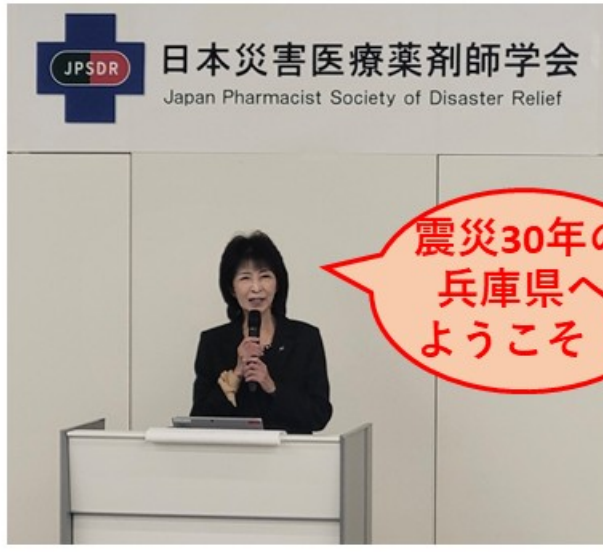 JPSDR
日本災害医療薬剤師学会
Japan Pharmacist Society of Disaster Relief
震災30年の
兵庫県へ
ようこそ